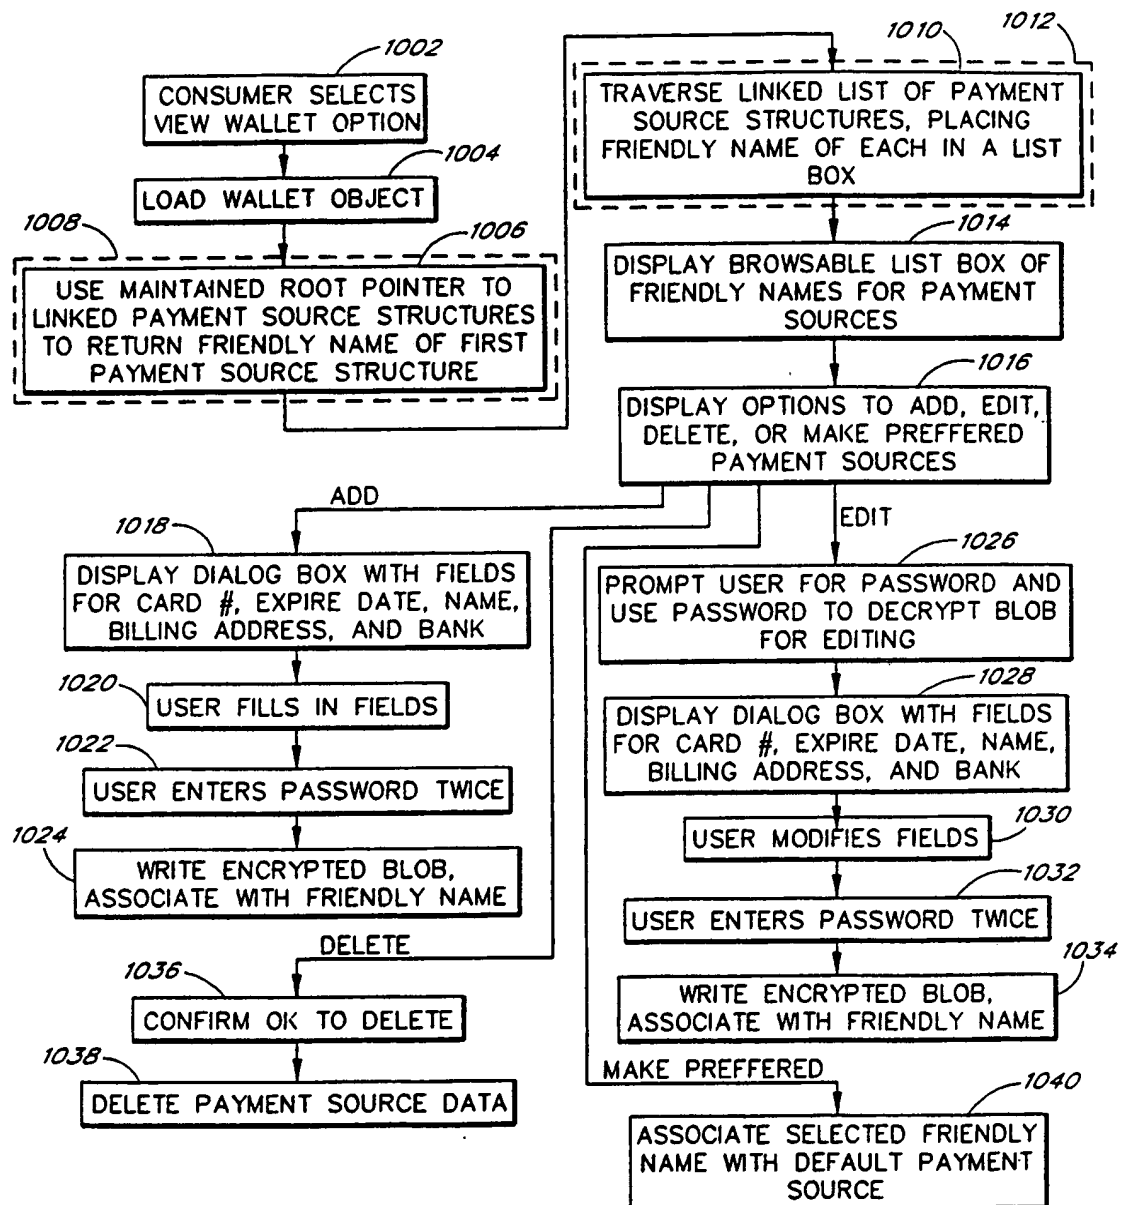 1002
CONSUMER SELECTS
VIEW WALLET OPTION
1004
LOAD WALLET OBJECT
1008
1006
USE MAINTAINED ROOT POINTER TO
LINKED PAYMENT SOURCE STRUCTURES
TO RETURN FRIENDLY NAME OF FIRST
PAYMENT SOURCE STRUCTURE
1010
1012
TRAVERSE LINKED LIST OF PAYMENT
SOURCE STRUCTURES, PLACING
FRIENDLY NAME OF EACH IN A LIST
BOX
1014
DISPLAY BROWSABLE LIST BOX OF
FRIENDLY NAMES FOR PAYMENT
SOURCES
1016
DISPLAY OPTIONS TO ADD, EDIT,
DELETE, OR MAKE PREFFERED
PAYMENT SOURCES
ADD
1018
DISPLAY DIALOG BOX WITH FIELDS
FOR CARD #, EXPIRE DATE, NAME,
BILLING ADDRESS, AND BANK
1020
USER FILLS IN FIELDS
1022
USER ENTERS PASSWORD TWICE
1024
WRITE ENCRYPTED BLOB,
ASSOCIATE WITH FRIENDLY NAME
EDIT
1026
PROMPT USER FOR PASSWORD AND
USE PASSWORD TO DECRYPT BLOB
FOR EDITING
1028
DISPLAY DIALOG BOX WITH FIELDS
FOR CARD #, EXPIRE DATE, NAME,
BILLING ADDRESS, AND BANK
1030
USER MODIFIES FIELDS
1032
USER ENTERS PASSWORD TWICE
1034
WRITE ENCRYPTED BLOB,
ASSOCIATE WITH FRIENDLY NAME
DELETE
1036
CONFIRM OK TO DELETE
1038
DELETE PAYMENT SOURCE DATA
MAKE PREFFERED
1040
ASSOCIATE SELECTED FRIENDLY
NAME WITH DEFAULT PAYMENT
SOURCE